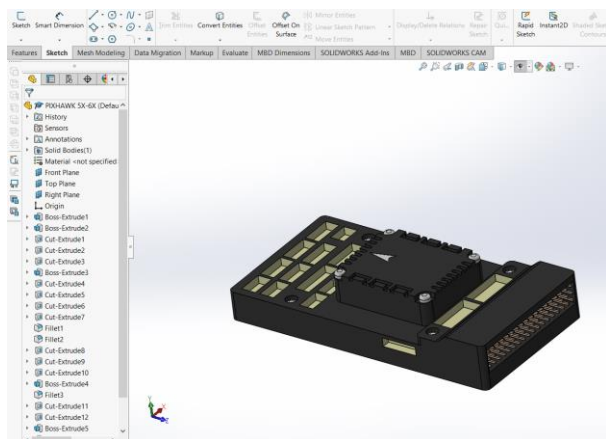 Sketch Smart Dimension Trim Entities Convert Entities Offset Entities Offset On Surface Mirror Entities Linear Sketch Pattern Move Entities Display/Delete Relations Repair Sketch Rapid Sketch Instant2D Shaded Sketch Contours
Features Sketch Mesh Modeling Data Migration Markup Evaluate MBD Dimensions SOLIDWORKS Add-Ins MBD SOLIDWORKS CAM
PIXHAWK 5X-6X (Defau
History
Sensors
Annotations
Solid Bodies(1)
Material <not specified
Front Plane
Top Plane
Right Plane
Origin
Boss-Extrude1
Boss-Extrude2
Cut-Extrude1
Cut-Extrude2
Cut-Extrude3
Boss-Extrude3
Cut-Extrude4
Cut-Extrude5
Cut-Extrude6
Cut-Extrude7
Fillet1
Fillet2
Cut-Extrude8
Cut-Extrude9
Cut-Extrude10
Boss-Extrude4
Fillet3
Cut-Extrude11
Cut-Extrude12
Boss-Extrude5